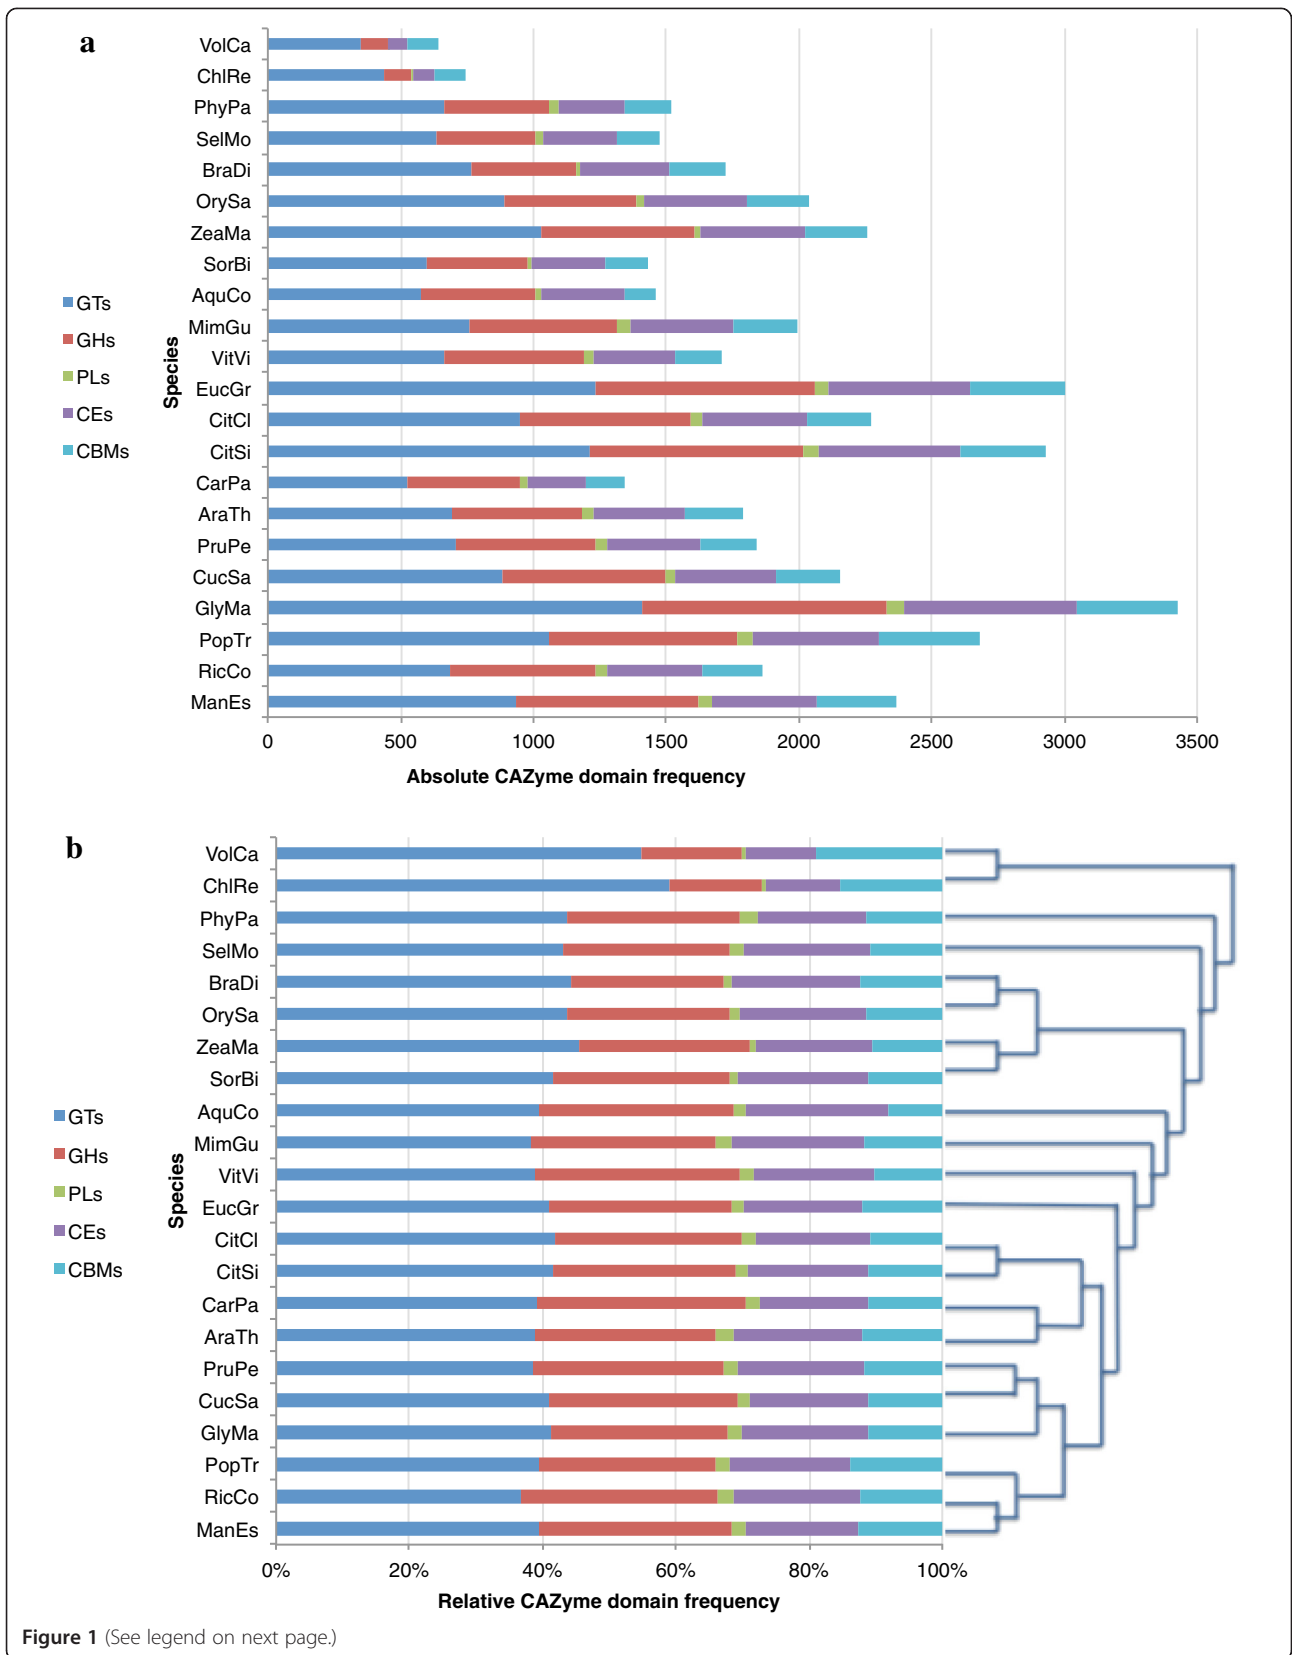 a
VolCa
ChlRe
PhyPa
SelMo
BraDi
OrySa
ZeaMa
SorBi
AquCo
MimGu
VitVi
EucGr
CitCl
CitSi
CarPa
AraTh
PruPe
CucSa
GlyMa
PopTr
RicCo
ManEs
GTs
GHs
PLs
CEs
CBMs
Species
0 500 1000 1500 2000 2500 3000 3500
Absolute CAZyme domain frequency
b
VolCa
ChlRe
PhyPa
SelMo
BraDi
OrySa
ZeaMa
SorBi
AquCo
MimGu
VitVi
EucGr
CitCl
CitSi
CarPa
AraTh
PruPe
CucSa
GlyMa
PopTr
RicCo
ManEs
GTs
GHs
PLs
CEs
CBMs
Species
0% 20% 40% 60% 80% 100%
Relative CAZyme domain frequency
Figure 1 (See legend on next page.)